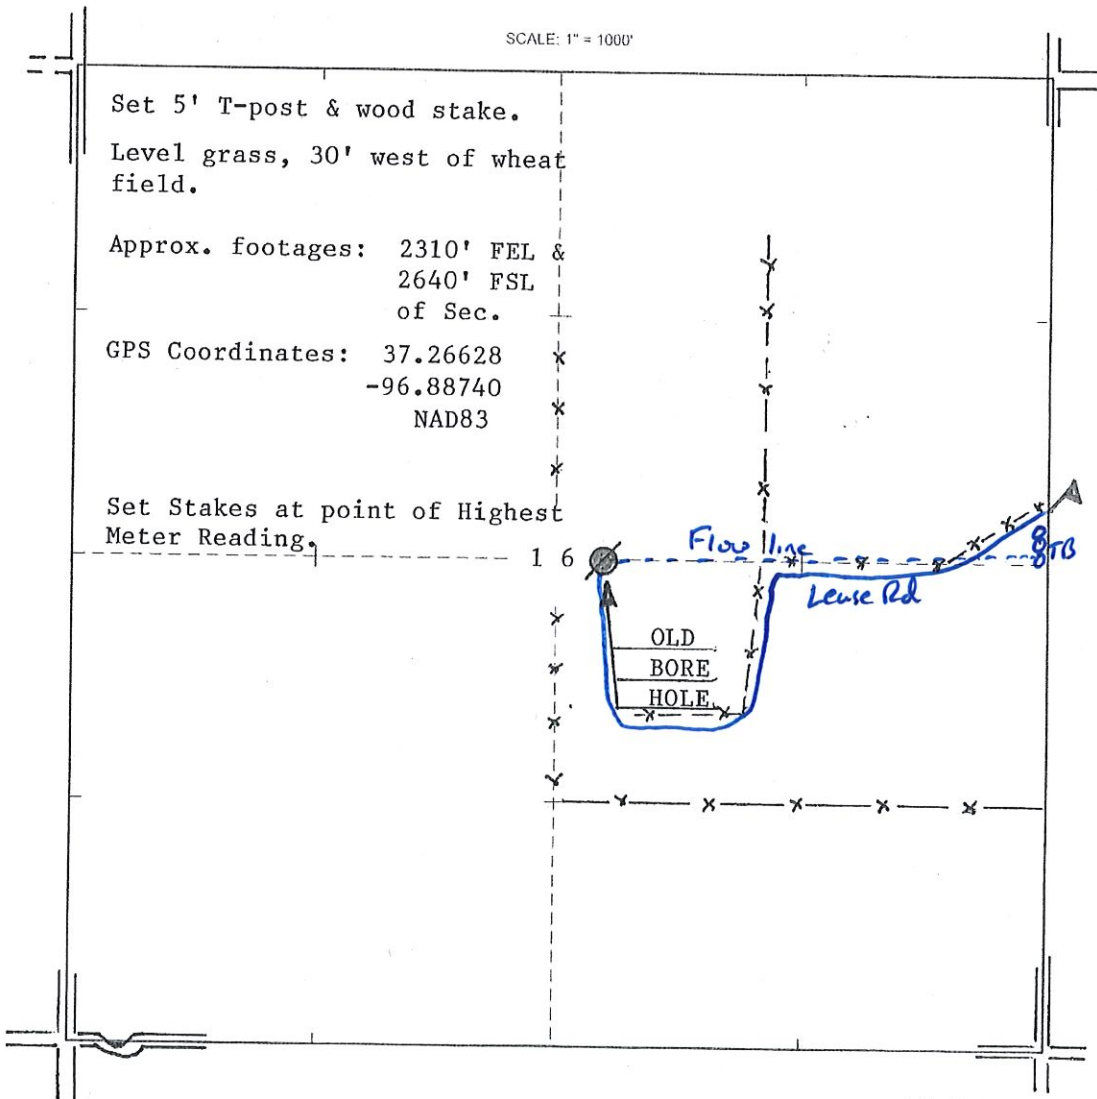 SCALE: 1" = 1000'
Set 5' T-post & wood stake.
Level grass, 30' west of wheat
field.
Approx. footages: 2310' FEL &
2640' FSL
of Sec.
GPS Coordinates: 37.26628
-96.88740
NAD83
Set Stakes at point of Highest
Meter Reading.
16
Flow line
TB
Lease Rd
OLD
BORE
HOLE